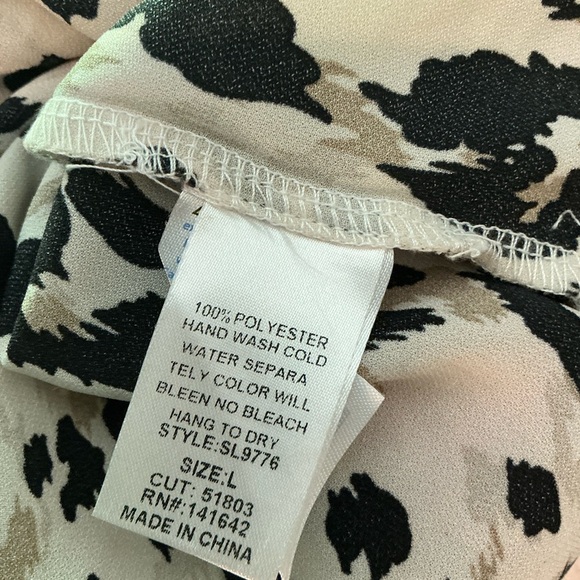 100% POLYESTER
HAND WASH COLD
WATER SEPARA
TELY COLOR WILL
BLEEN NO BLEACH
HANG TO DRY
STYLE:SL9776
SIZE:L
CUT: 51803
RN#:141642
MADE IN CHINA